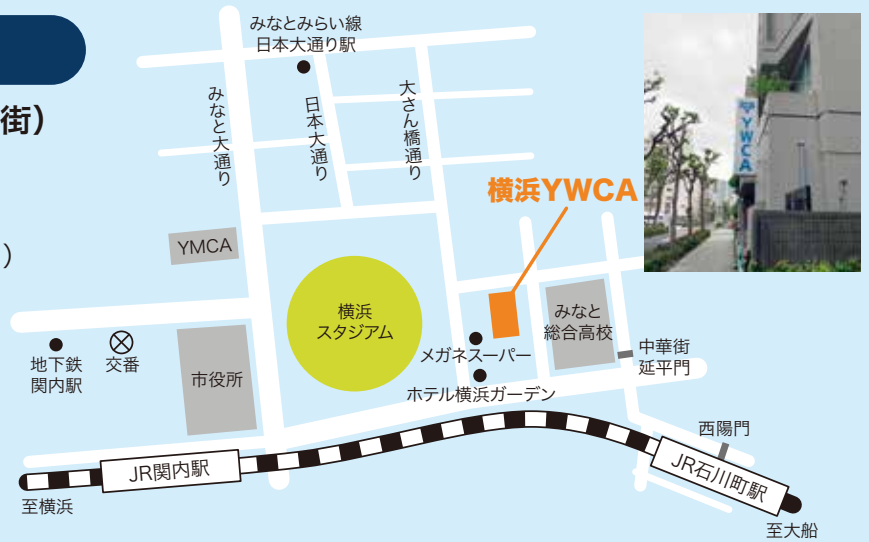 街)
)
みなとみらい線
日本大通り駅
みなと大通り
日本大通り
大さん橋通り
横浜YWCA
YWCA
YMCA
横浜
スタジアム
みなと
総合高校
メガネスーパー
中華街
延平門
地下鉄
関内駅
交番
市役所
ホテル横浜ガーデン
西陽門
JR関内駅
JR石川町駅
至横浜
至大船